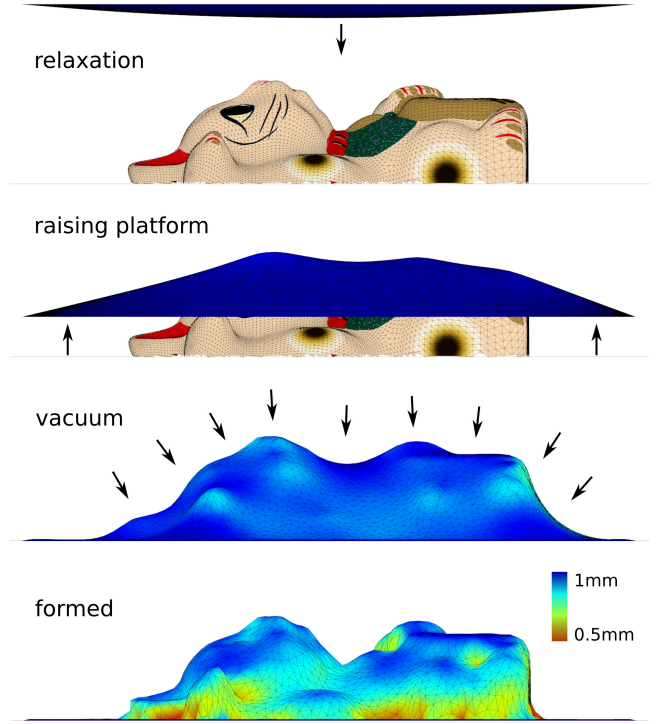 relaxation
raising platform
vacuum
formed
1mm
0.5mm